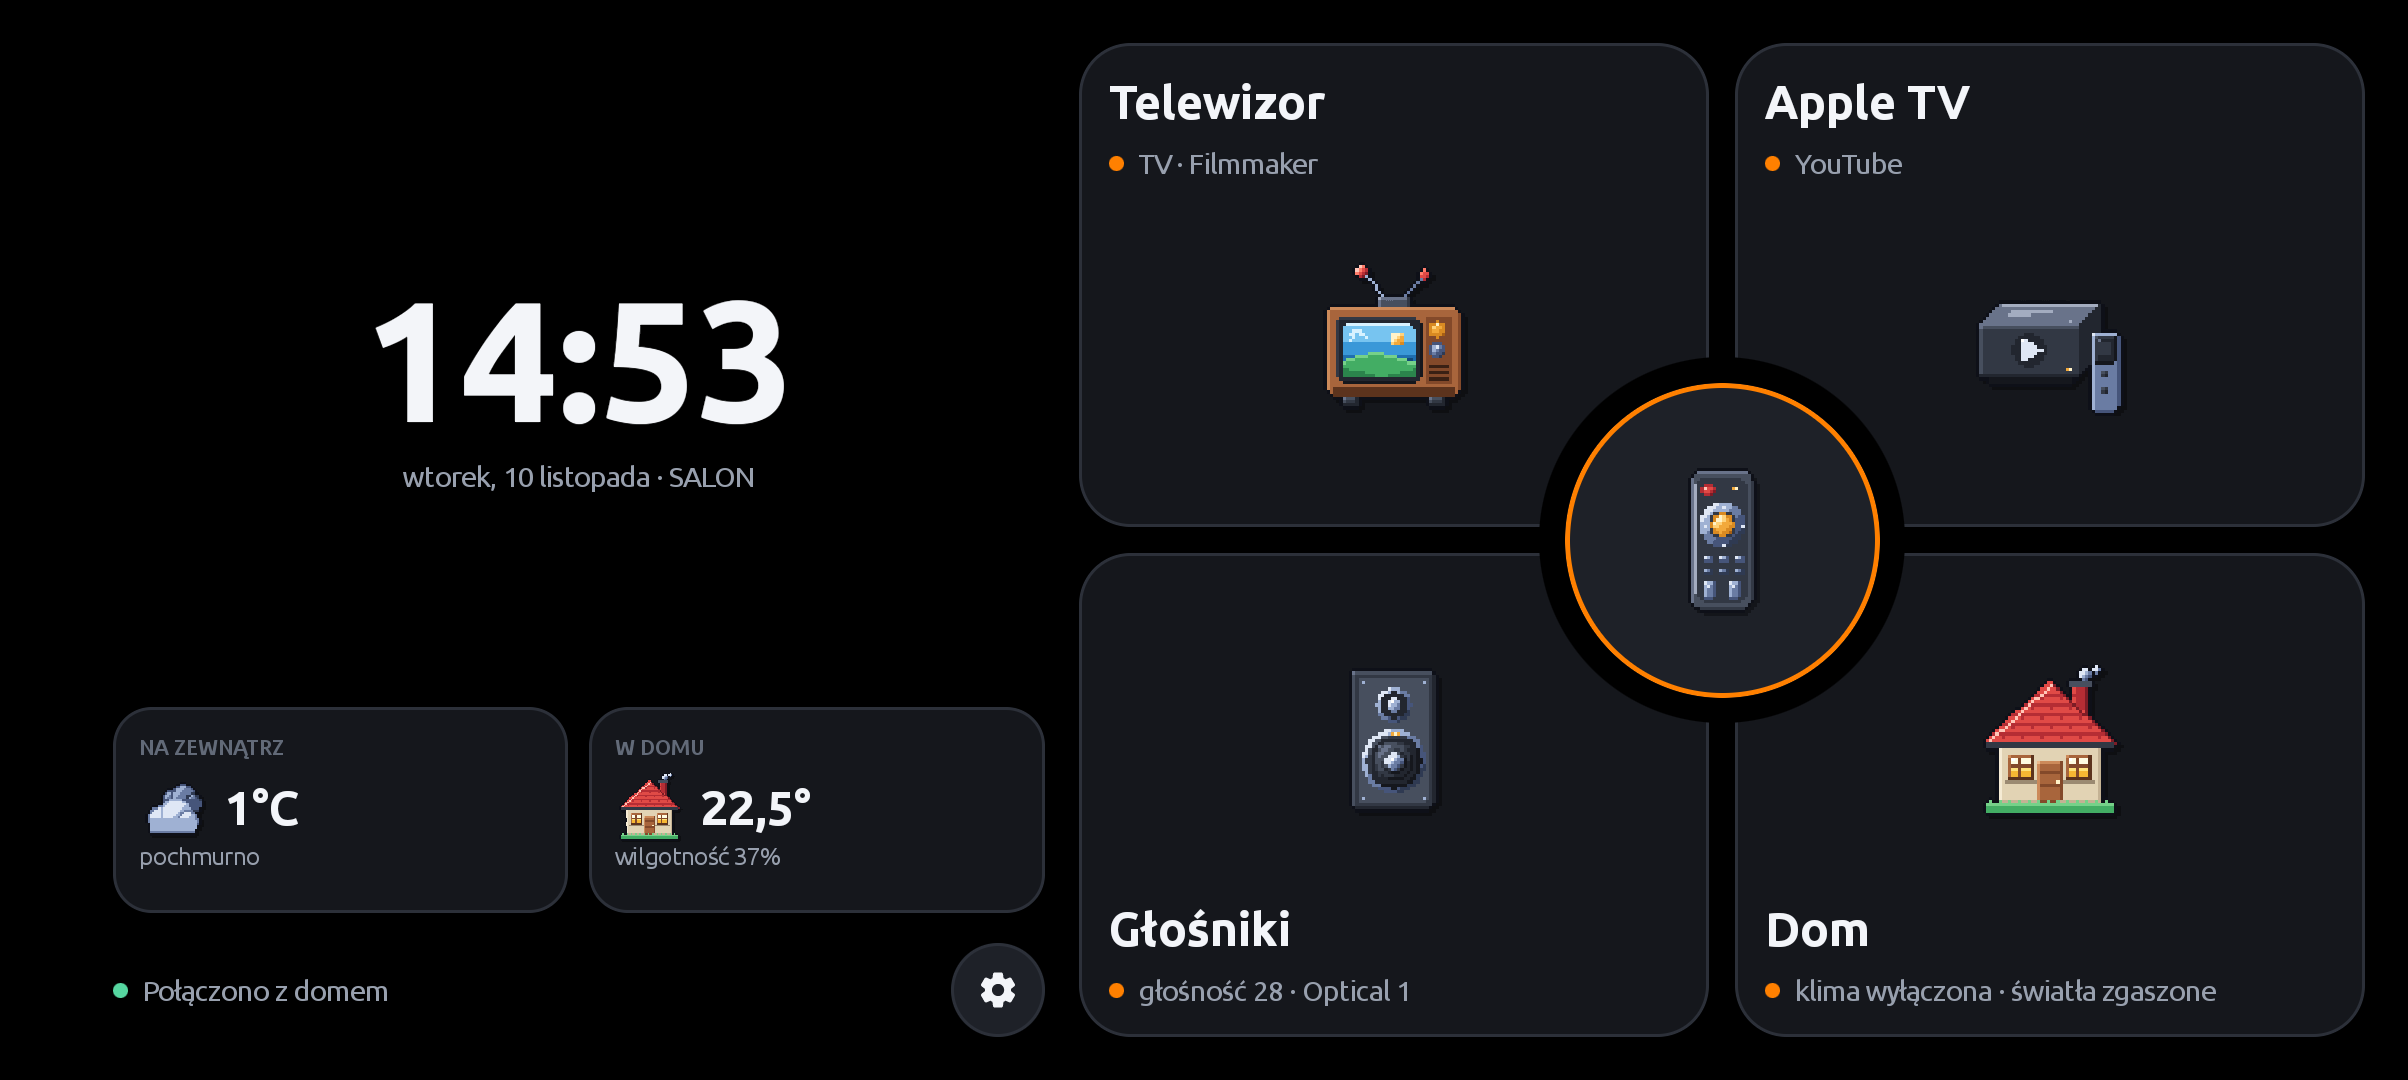 14:53
wtorek, 10 listopada · SALON
NA ZEWNĄTRZ
1°C
pochmurno
W DOMU
22,5°
wilgotność 37%
Połączono z domem
Telewizor
TV · Filmmaker
Apple TV
YouTube
Głośniki
głośność 28 · Optical 1
Dom
klima wyłączona · światła zgaszone